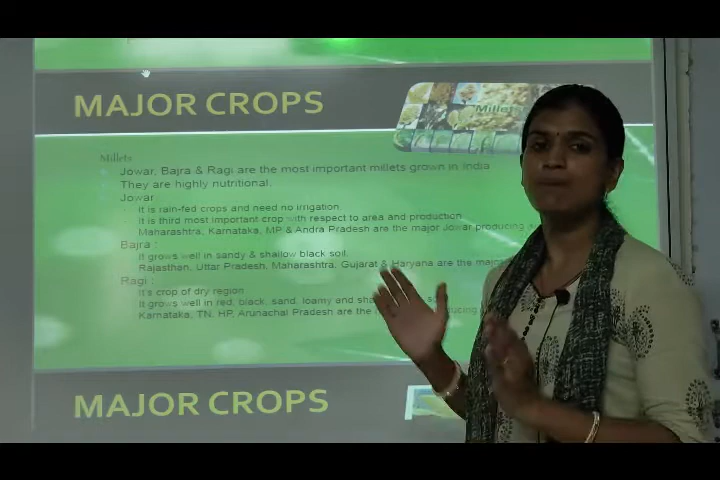 MAJOR CROPS
Millets
Millets
Jowar, Bajra & Ragi are the most important millets grown in India
They are highly nutritional.
Jowar
It is rain-fed crops and need no irrigation.
It is third most important crop with respect to area and production
Maharashtra, Karnataka, MP & Andra Pradesh are the major Jowar producing
Bajra :
It grows well in sandy & shallow black soil.
Rajasthan, Uttar Pradesh, Maharashtra, Gujarat & Haryana are the
Ragi :
It's crop of dry region
It grows well in red, black, sand, loamy and
Karnataka, TN, HP, Arunachal Pradesh are the
MAJOR CROPS